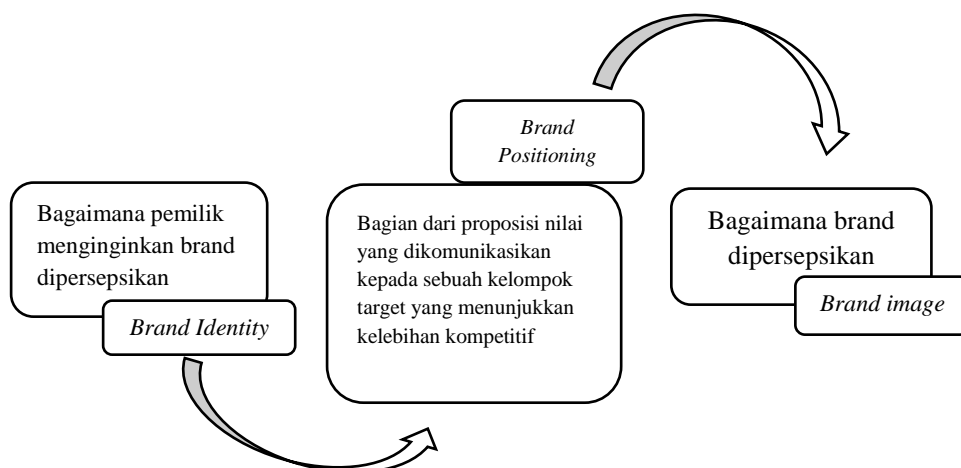 Bagaimana pemilik
menginginkan brand
dipersepsikan
Brand Identity
Brand
Positioning
Bagian dari proposisi nilai
yang dikomunikasikan
kepada sebuah kelompok
target yang menunjukkan
kelebihan kompetitif
Bagaimana brand
dipersepsikan
Brand image